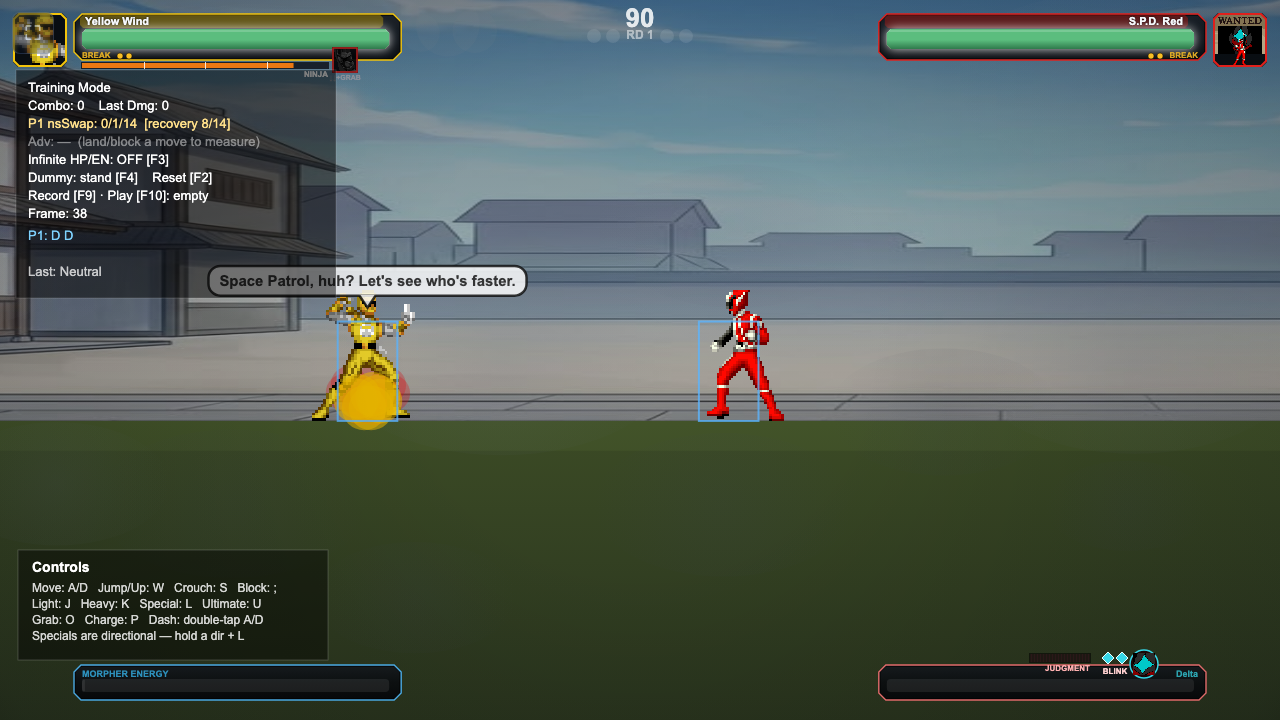 Yellow Wind
90
S.P.D. Red
WANTED
RD 1
BREAK
BREAK
NINJA
+GRAB
Training Mode
Combo: 0 Last Dmg: 0
P1 nsSwap: 0/1/14 [recovery 8/14]
Adv: — (land/block a move to measure)
Infinite HP/EN: OFF [F3]
Dummy: stand [F4] Reset [F2]
Record [F9] · Play [F10]: empty
Frame: 38
P1: D D
Last: Neutral
Space Patrol, huh? Let's see who's faster.
Controls
Move: A/D Jump/Up: W Crouch: S Block: ;
Light: J Heavy: K Special: L Ultimate: U
Grab: O Charge: P Dash: double-tap A/D
Specials are directional — hold a dir + L
MORPHER ENERGY
JUDGMENT
BLINK
Delta